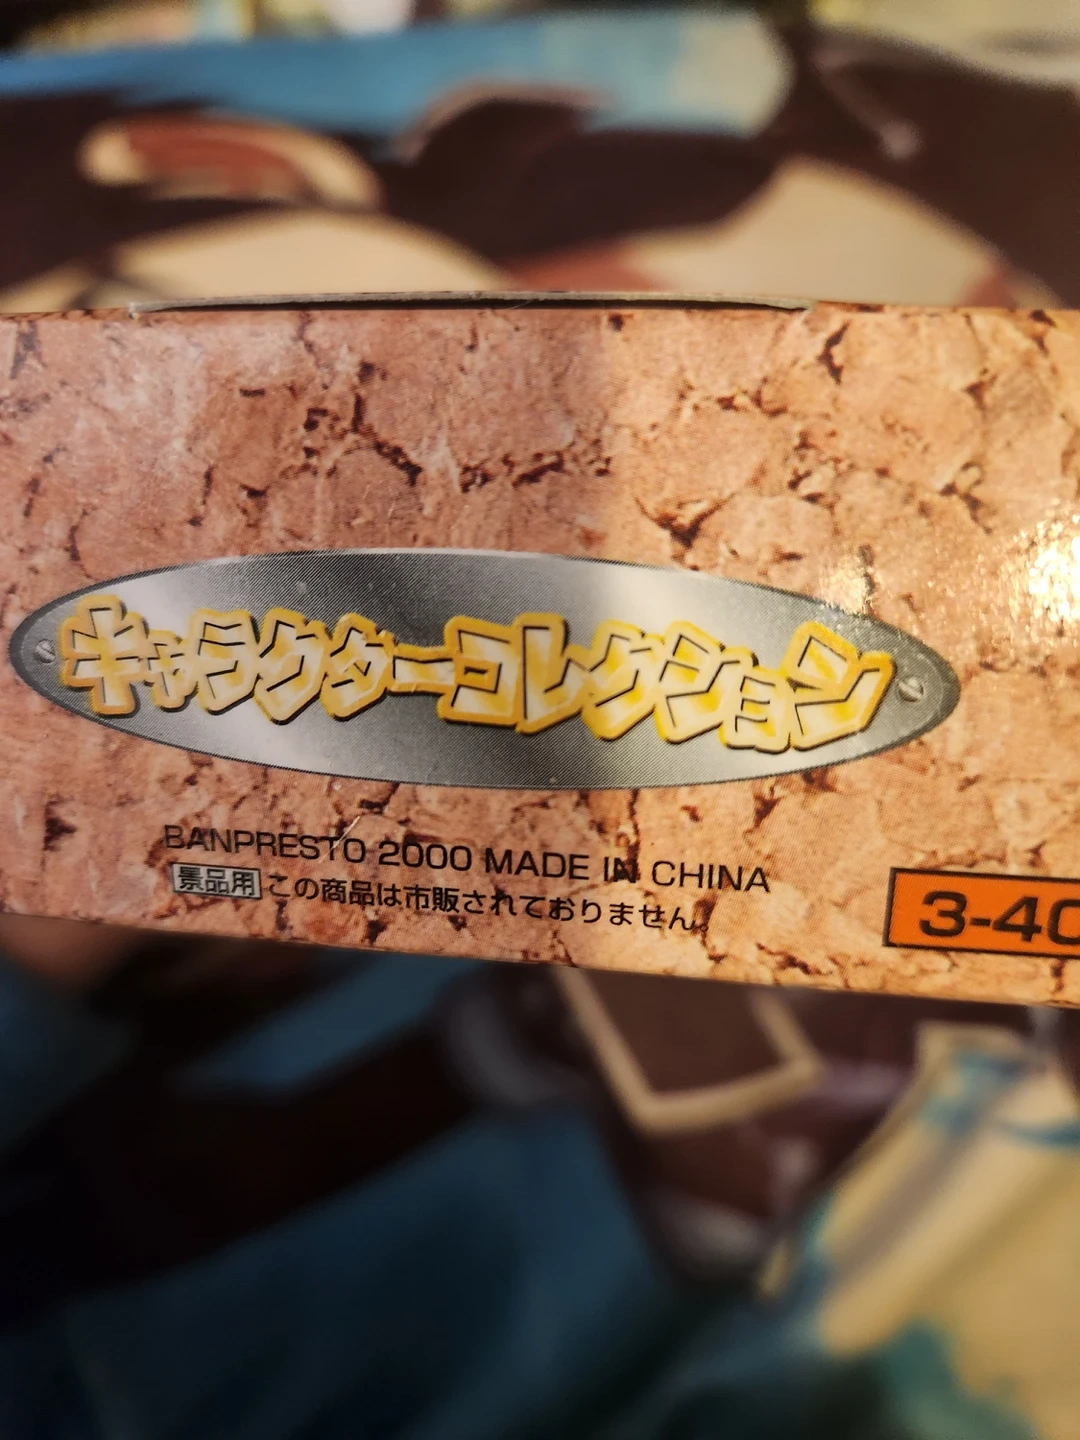 キャラクターコレクション
BANPRESTO 2000 MADE IN CHINA
景品用 この商品は市販されておりません。
3-40